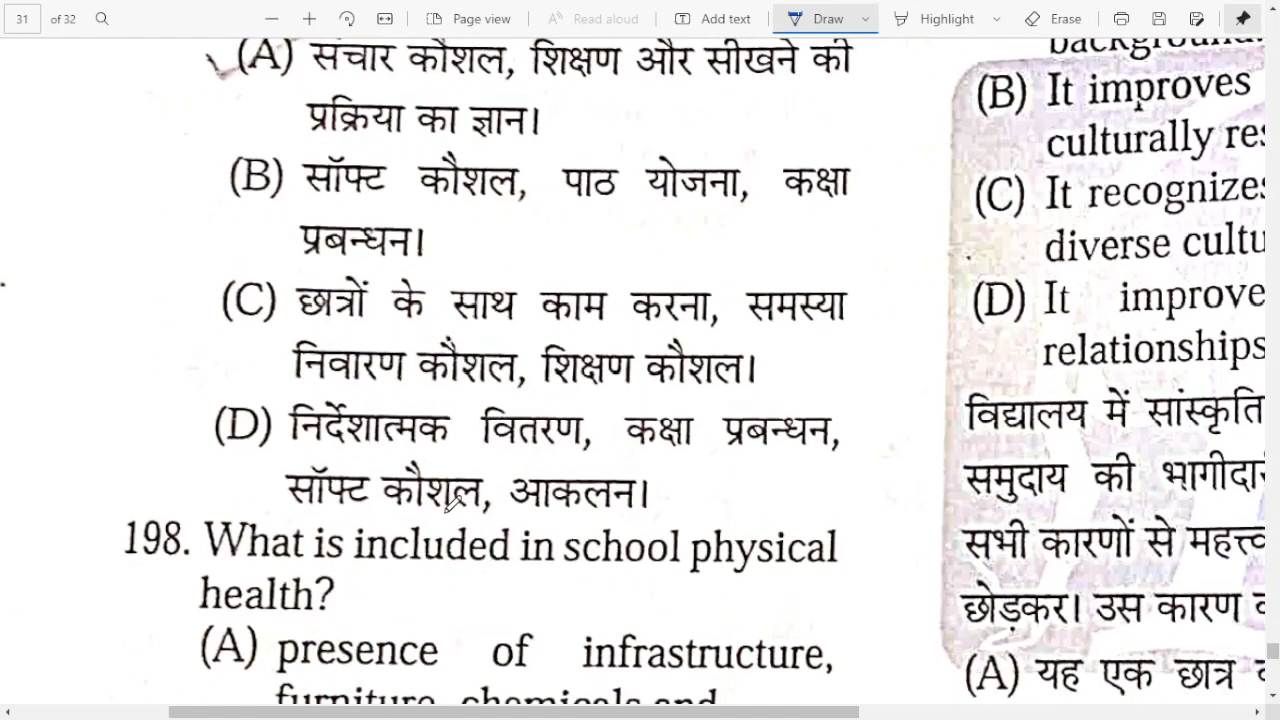 31 of 32 Page view Read aloud Add text Draw Highlight Erase
(A) संचार कौशल, शिक्षण और सीखने की
प्रक्रिया का ज्ञान।
(B) सॉफ्ट कौशल, पाठ योजना, कक्षा
प्रबन्धन।
(C) छात्रों के साथ काम करना, समस्या
निवारण कौशल, शिक्षण कौशल।
(D) निर्देशात्मक वितरण, कक्षा प्रबन्धन,
सॉफ्ट कौशल, आकलन।
198. What is included in school physical
health?
(A) presence of infrastructure,
furniture, chemicals and
(B) It improves
culturally
(C) It
diverse
(D) It
relationships
विद्यालय में
समुदाय की
सभी कारणों से
छोड़कर। उस कारण
(A) यह एक छात्र